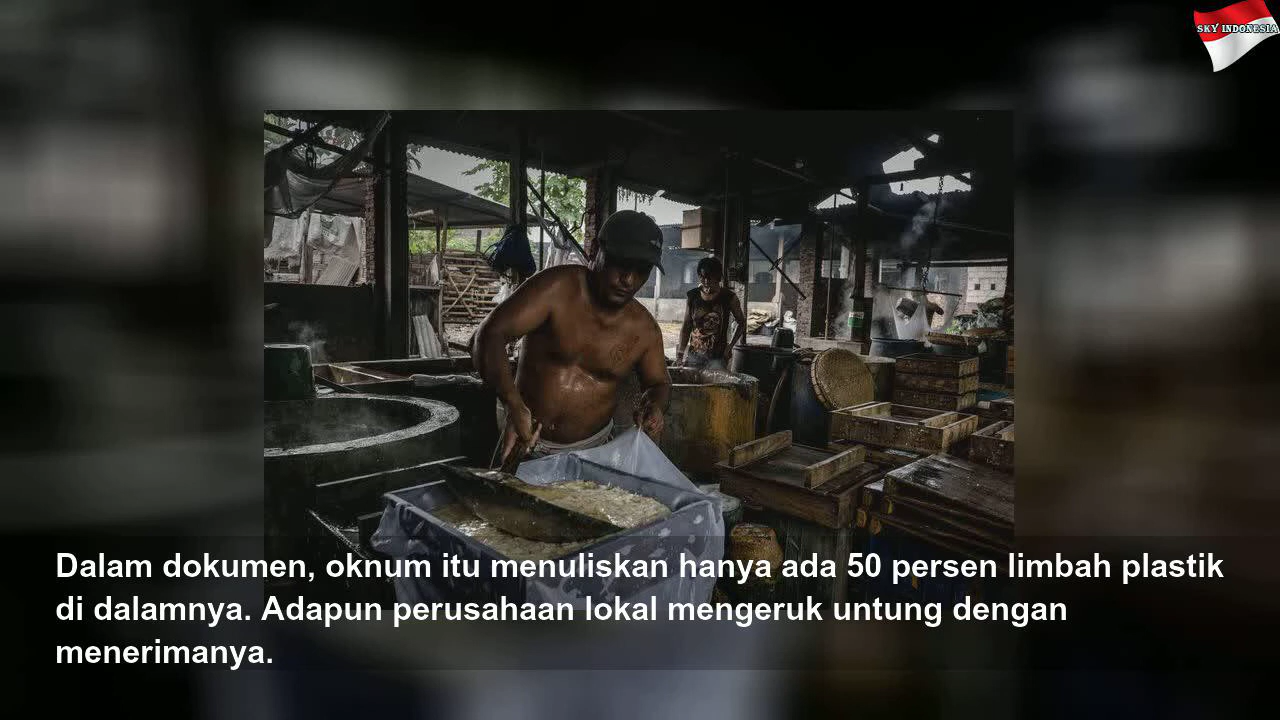 SKY INDONESIA
Dalam dokumen, oknum itu menuliskan hanya ada 50 persen limbah plastik
di dalamnya. Adapun perusahaan lokal mengeruk untung dengan
menerimanya.